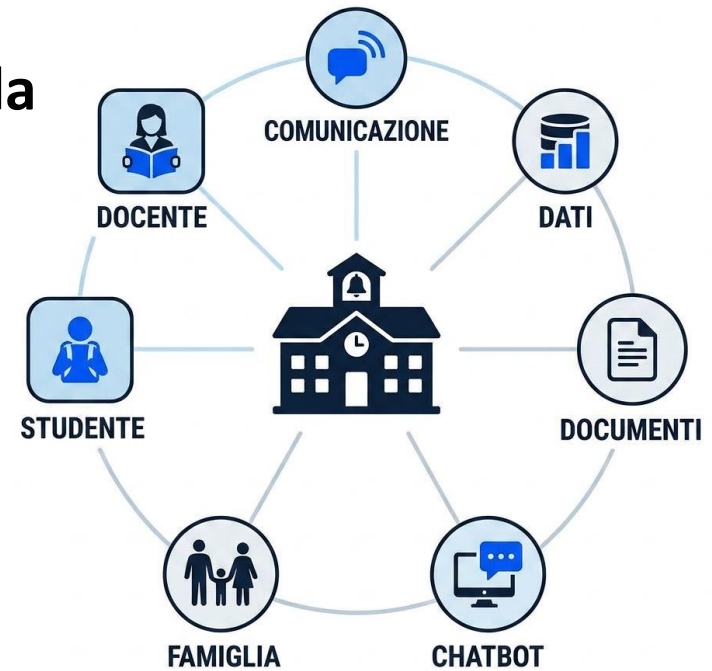 la
COMUNICAZIONE
DOCENTE
DATI
STUDENTE
DOCUMENTI
FAMIGLIA
CHATBOT